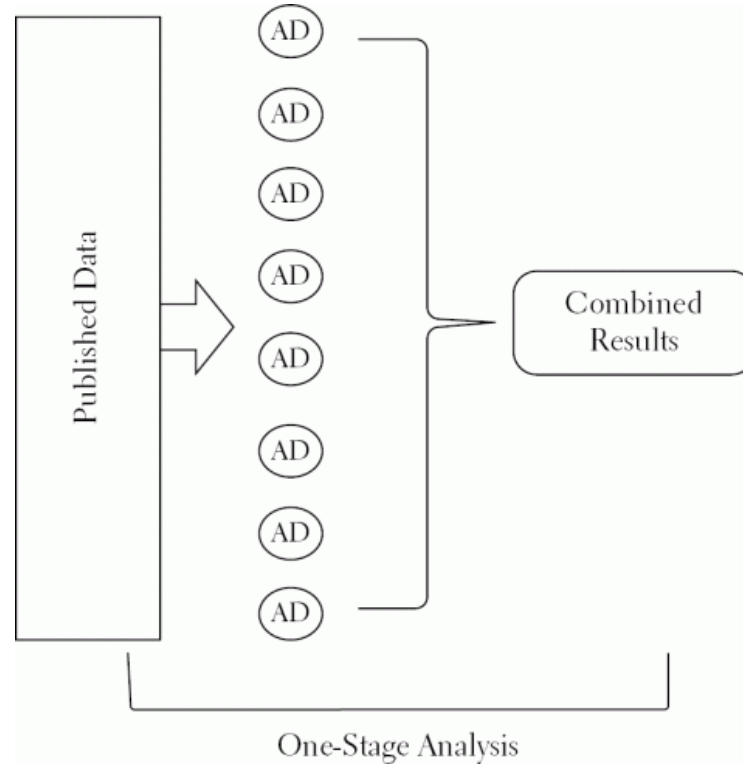 Published Data
AD
AD
AD
AD
AD
AD
AD
AD
Combined
Results
One-Stage Analysis